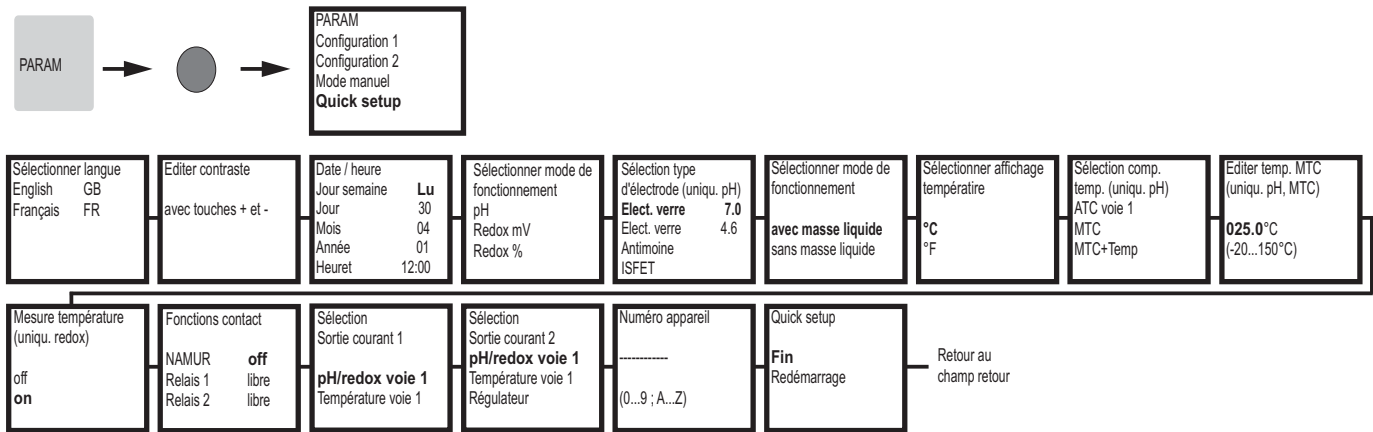 PARAM
PARAM
Configuration 1
Configuration 2
Mode manuel
Quick setup
Sélectionner langue
English GB
Français FR
Editer contraste
avec touches + et -
Date / heure
Jour semaine Lu
Jour 30
Mois 04
Année 01
Heuret 12:00
Sélectionner mode de
fonctionnement
pH
Redox mV
Redox %
Sélection type
d'électrode (uniqu. pH)
Elect. verre 7.0
Elect. verre 4.6
Antimoine
ISFET
Sélectionner mode de
fonctionnement
avec masse liquide
sans masse liquide
Sélectionner affichage
températire
°C
°F
Sélection comp.
temp. (uniqu. pH)
ATC voie 1
MTC
MTC+Temp
Editer temp. MTC
(uniqu. pH, MTC)
025.0°C
(-20...150°C)
Mesure température
(uniqu. redox)
off
on
Fonctions contact
NAMUR off
Relais 1 libre
Relais 2 libre
Sélection
Sortie courant 1
pH/redox voie 1
Température voie 1
Sélection
Sortie courant 2
pH/redox voie 1
Température voie 1
Régulateur
Numéro appareil
------------
(0...9 ; A...Z)
Quick setup
Fin
Redémarrage
Retour au
champ retour